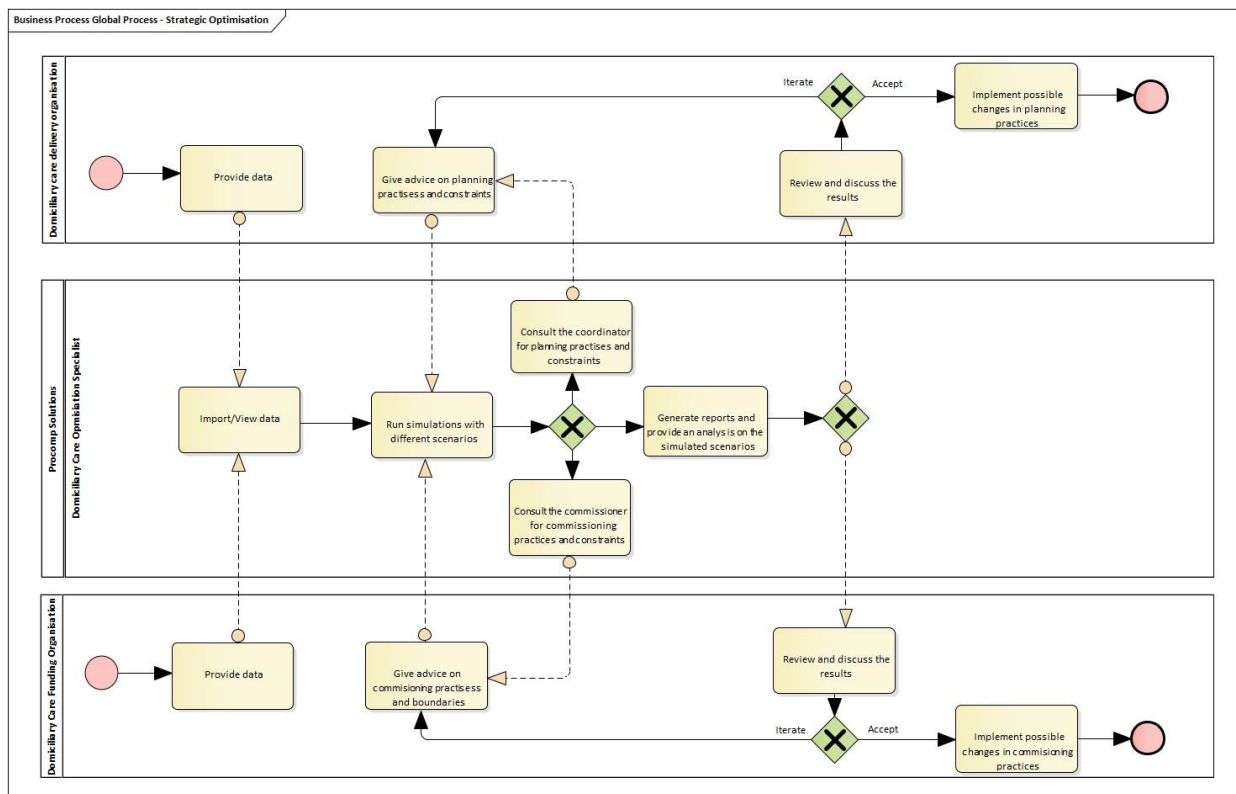 Business Process Global Process - Strategic Optimisation
Domiciliary care delivery organisation
Provide data
Give advice on planning
practisess and constraints
Iterate
Accept
Review and discuss the
results
Implement possible
changes in planning
practices
Procomp Solutions
Domiciliary Care Opmisation Specialist
Import/View data
Run simulations with
different scenarios
Consult the coordinator
for planning practises and
constraints
Generate reports and
provide an analysis on the
simulated scenarios
Consult the commissioner
for commissioning
practices and constraints
Domiciliary Care Funding Organisation
Provide data
Give advice on
commisioning practisess
and boundaries
Review and discuss the
results
Iterate
Accept
Implement possible
changes in commisioning
practices